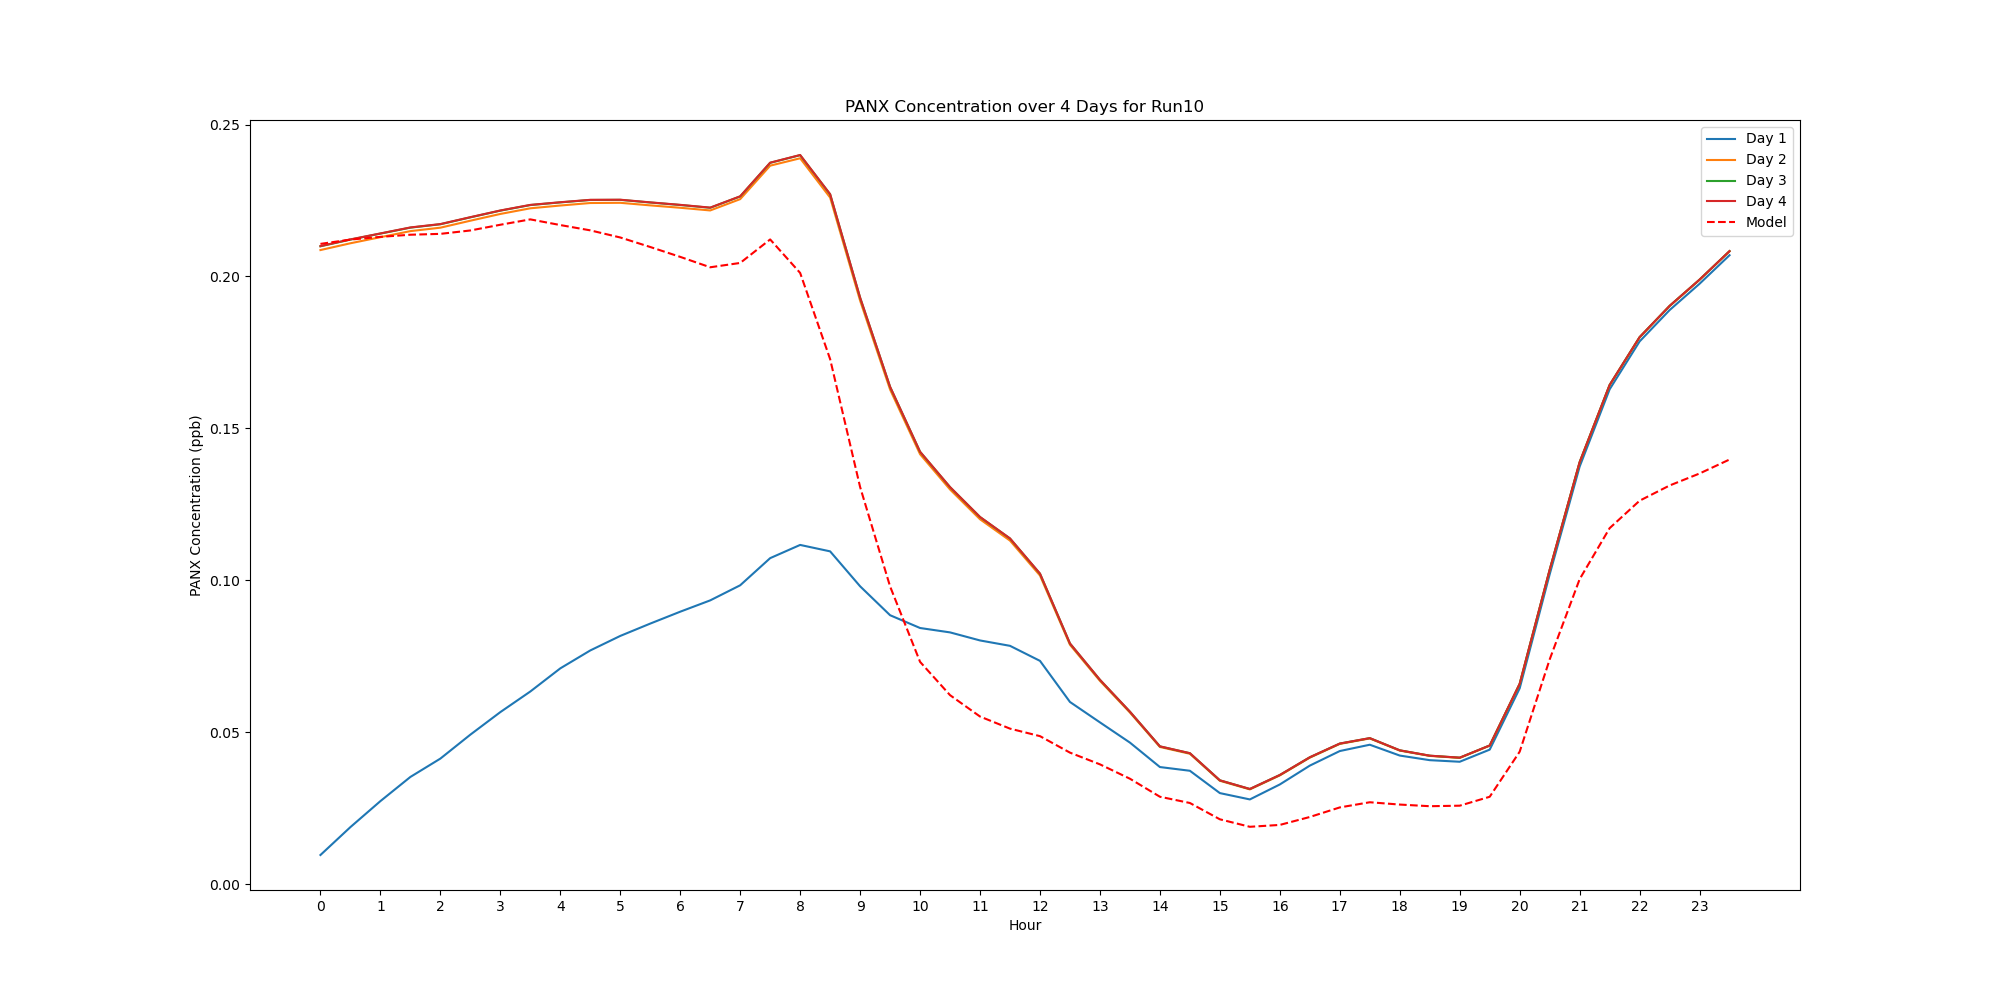 PANX Concentration over 4 Days for Run10
0.25
0.20
0.15
0.10
0.05
0.00
PANX Concentration (ppb)
Day 1
Day 2
Day 3
Day 4
Model
0 1 2 3 4 5 6 7 8 9 10 11 12 13 14 15 16 17 18 19 20 21 22 23
Hour